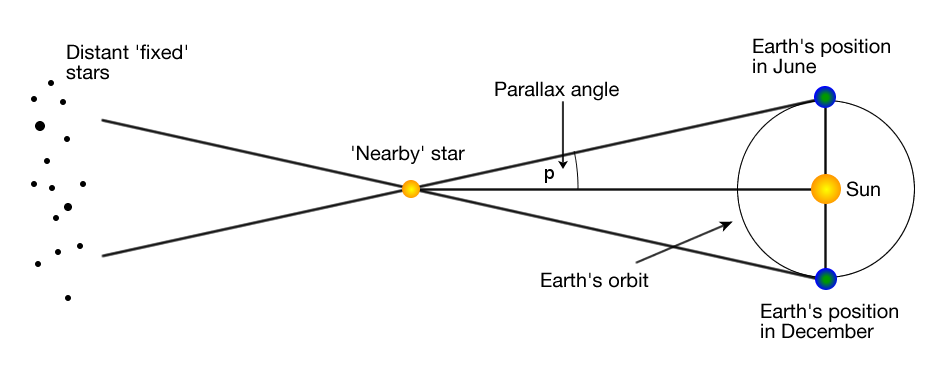 Distant 'fixed'
stars
Earth's position
in June
Parallax angle
'Nearby' star
p
Sun
Earth's orbit
Earth's position
in December